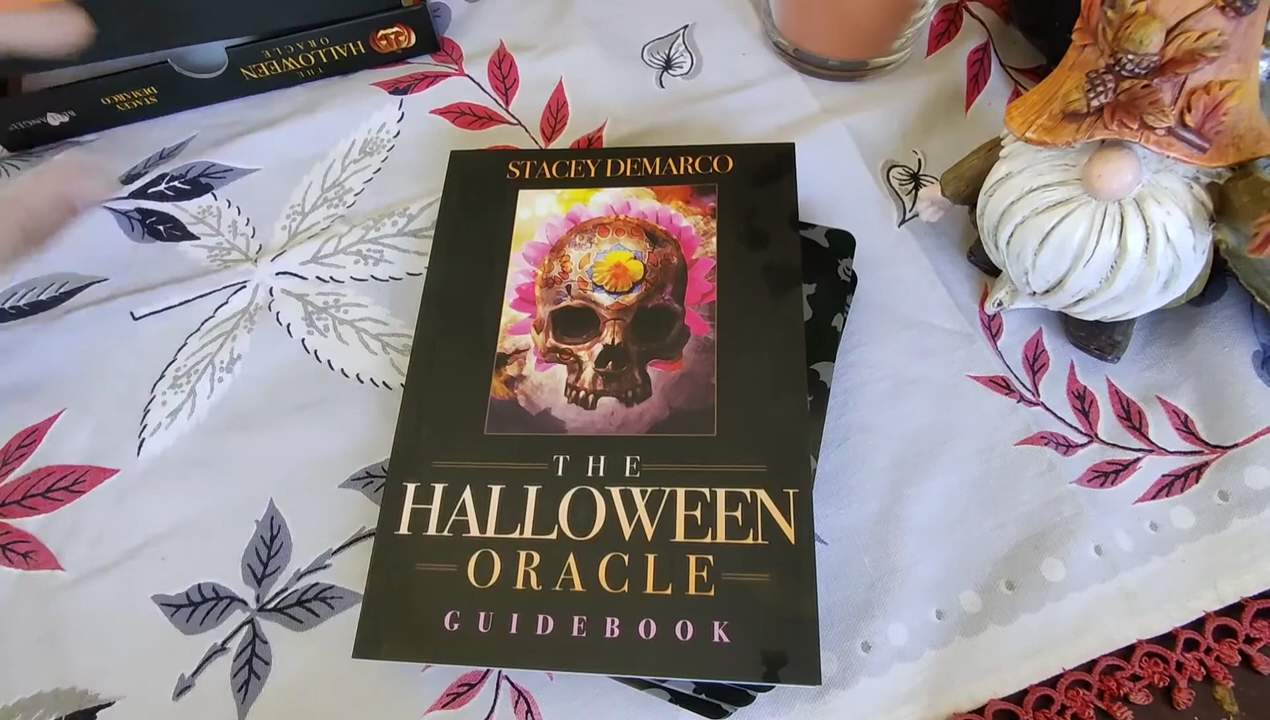 THE
HALLOWEEN
ORACLE
STACEY
DEMARCO
STACEY DEMARCO
THE
HALLOWEEN
ORACLE
GUIDEBOOK